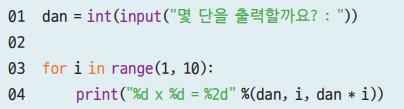 01 dan = int(input("몇 단을 출력할까요? : "))
02
03 for i in range(1, 10):
04     print("%d x %d = %2d" %(dan, i, dan * i))